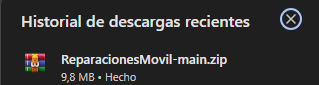 Historial de descargas recientes
ReparacionesMovil-main.zip
9,8 MB • Hecho